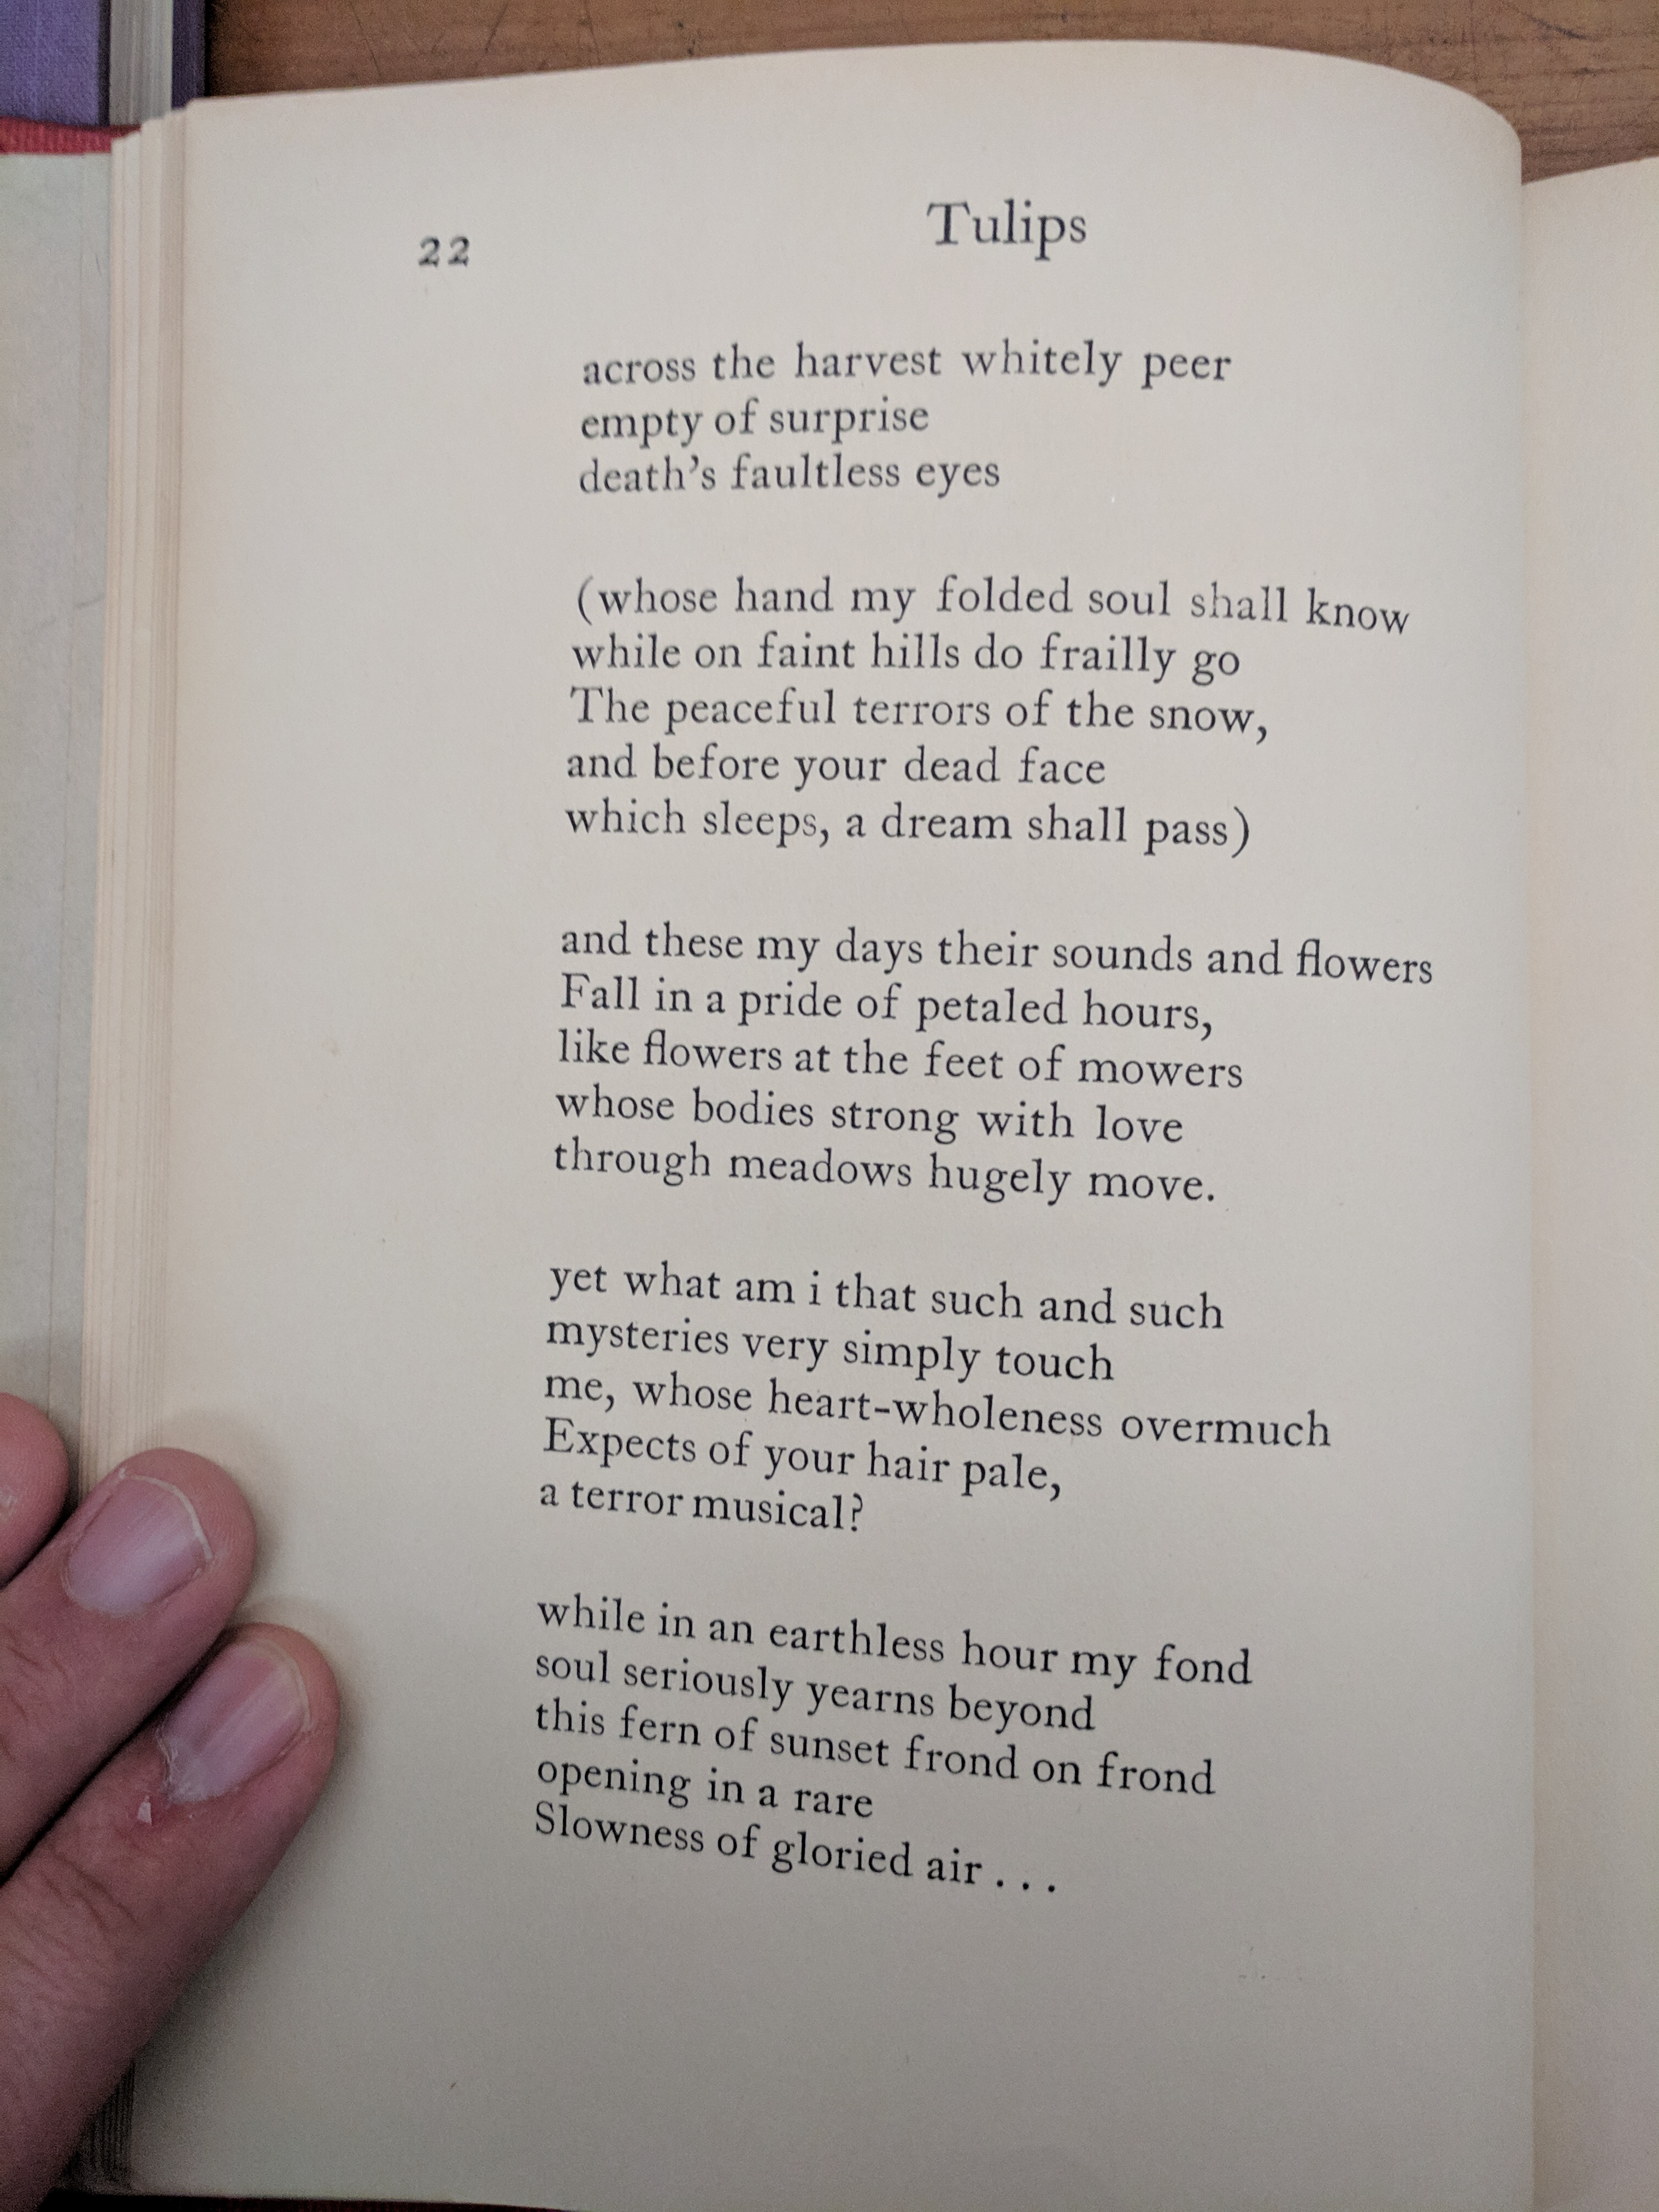 22
Tulips
across the harvest whitely peer
empty of surprise
death’s faultless eyes
(whose hand my folded soul shall know
while on faint hills do frailly go
The peaceful terrors of the snow,
and before your dead face
which sleeps, a dream shall pass)
and these my days their sounds and flowers
Fall in a pride of petaled hours,
like flowers at the feet of mowers
whose bodies strong with love
through meadows hugely move.
yet what am i that such and such
mysteries very simply touch
me, whose heart-wholeness overmuch
Expects of your hair pale,
a terror musical?
while in an earthless hour my fond
soul seriously yearns beyond
this fern of sunset frond on frond
opening in a rare
Slowness of gloried air . . .